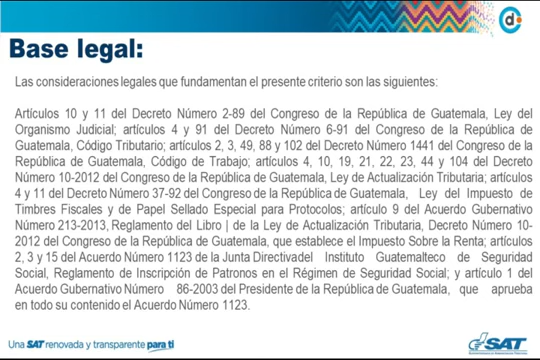 Base legal:
Las consideraciones legales que fundamentan el presente criterio son las siguientes:
Artículos 10 y 11 del Decreto Número 2-89 del Congreso de la República de Guatemala, Ley del
Organismo Judicial; artículos 4 y 91 del Decreto Número 6-91 del Congreso de la República de
Guatemala, Código Tributario; artículos 2, 3, 49, 88 y 102 del Decreto Número 1441 del Congreso de la
República de Guatemala, Código de Trabajo; artículos 4, 10, 19, 21, 22, 23, 44 y 104 del Decreto
Número 10-2012 del Congreso de la República de Guatemala, Ley de Actualización Tributaria; artículos
4 y 11 del Decreto Número 37-92 del Congreso de la República de Guatemala, Ley del Impuesto de
Timbres Fiscales y de Papel Sellado Especial para Protocolos; artículo 9 del Acuerdo Gubernativo
Número 213-2013, Reglamento del Libro | de la Ley de Actualización Tributaria, Decreto Número 10-
2012 del Congreso de la República de Guatemala, que establece el Impuesto Sobre la Renta; artículos
2, 3 y 15 del Acuerdo Número 1123 de la Junta Directivadel Instituto Guatemalteco de Seguridad
Social, Reglamento de Inscripción de Patronos en el Régimen de Seguridad Social; y artículo 1 del
Acuerdo Gubernativo Número 86-2003 del Presidente de la República de Guatemala, que aprueba
en todo su contenido el Acuerdo Número 1123.
Una SAT renovada y transparente para ti
SAT